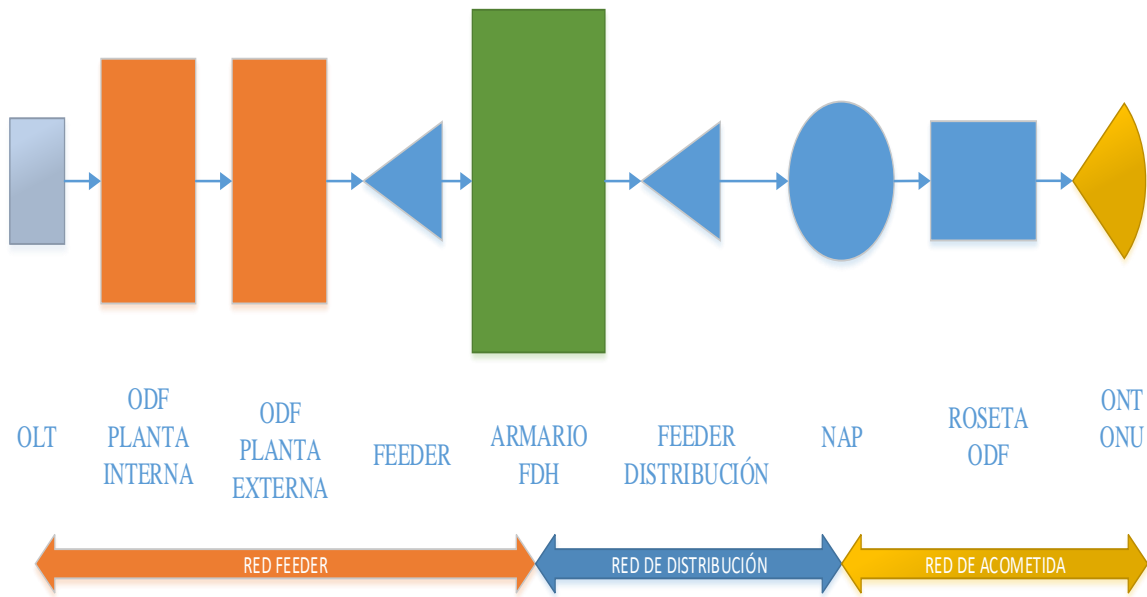 OLT
ODF
PLANTA
INTERNA
ODF
PLANTA
EXTERNA
FEEDER
ARMARIO
FDH
FEEDER
DISTRIBUCIÓN
NAP
ROSETA
ODF
ONT
ONU
RED FEEDER
RED DE DISTRIBUCIÓN
RED DE ACOMETIDA